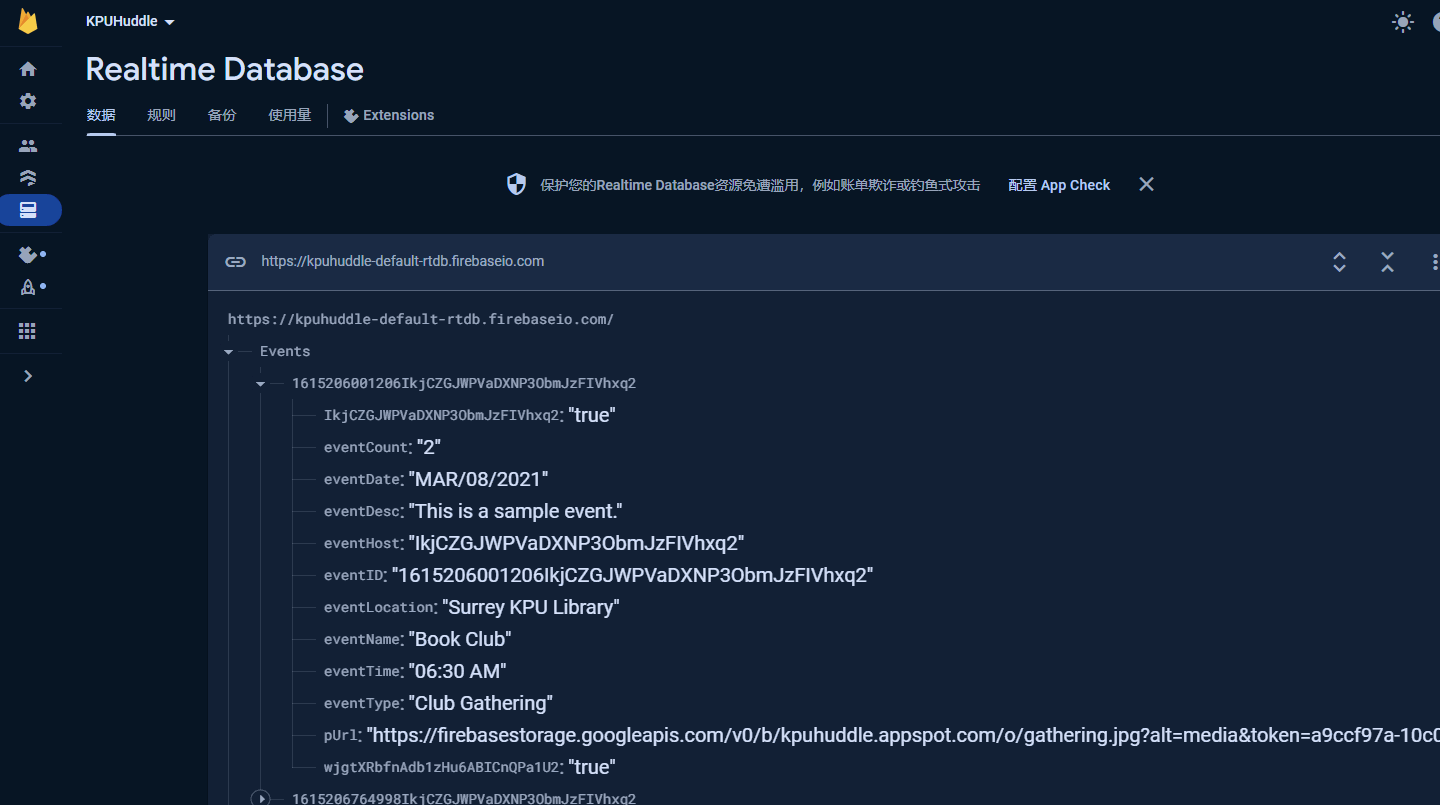 KPUHuddle
Realtime Database
数据 规则 备份 使用量 Extensions
保护您的Realtime Database资源免遭滥用，例如账单欺诈或钓鱼式攻击 配置 App Check
https://kpuhuddle-default-rtdb.firebaseio.com
https://kpuhuddle-default-rtdb.firebaseio.com/
Events
1615206001206IkjCZGJWPVaDXNP3ObmJzFIVhxq2
IkjCZGJWPVaDXNP3ObmJzFIVhxq2: "true"
eventCount: "2"
eventDate: "MAR/08/2021"
eventDesc: "This is a sample event."
eventHost: "IkjCZGJWPVaDXNP3ObmJzFIVhxq2"
eventID: "1615206001206IkjCZGJWPVaDXNP3ObmJzFIVhxq2"
eventLocation: "Surrey KPU Library"
eventName: "Book Club"
eventTime: "06:30 AM"
eventType: "Club Gathering"
pUrl: "https://firebasestorage.googleapis.com/v0/b/kpuhuddle.appspot.com/o/gathering.jpg?alt=media&token=a9ccf97a-10c0
wjgtXRbfnAdb1zHu6ABICnQPa1U2: "true"
1615206764998IkjCZGJWPVaDXNP3ObmJzFIVhxq2